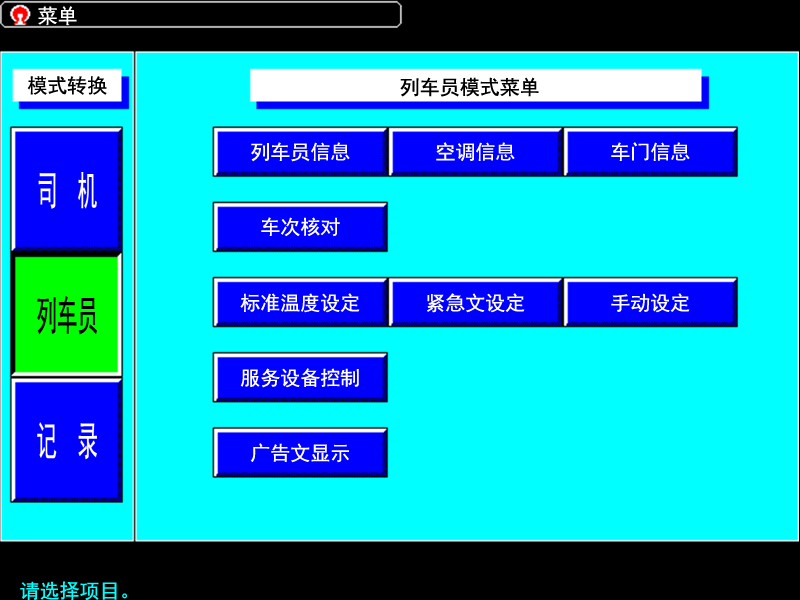 菜单
模式转换
列车员模式菜单
司 机
列车员
记 录
列车员信息 空调信息 车门信息
车次核对
标准温度设定 紧急文设定 手动设定
服务设备控制
广告文显示
请选择项目。